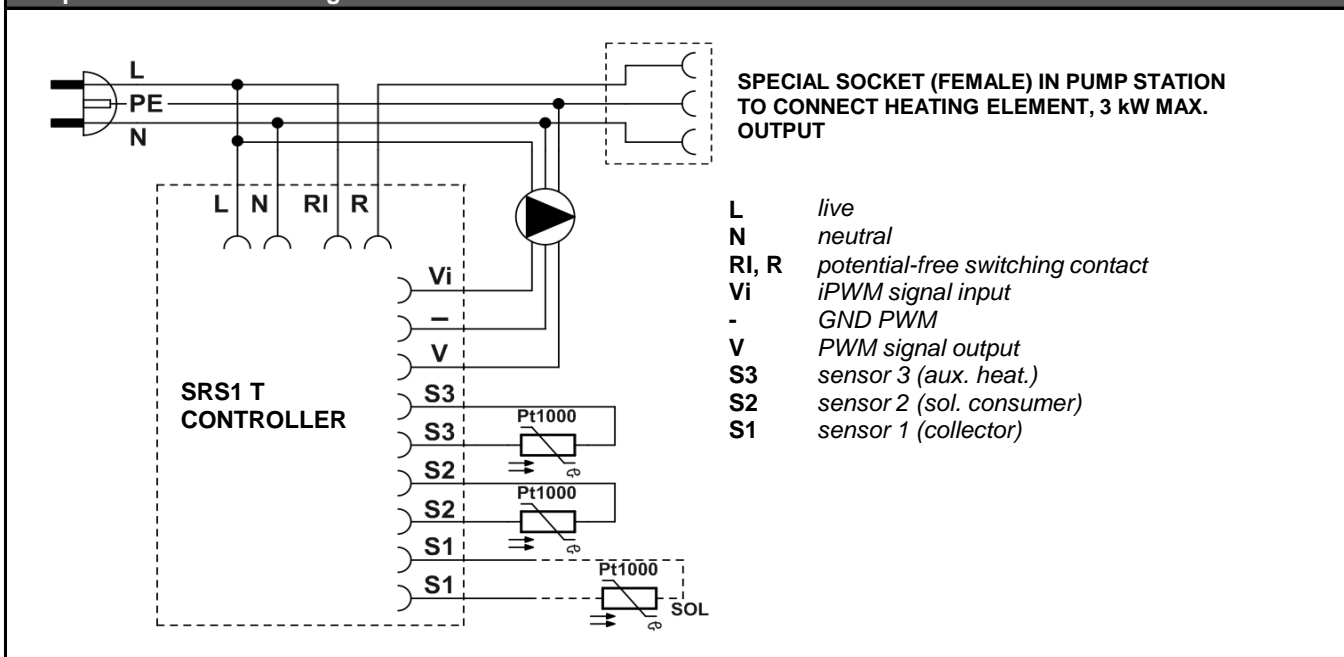 L
PE
N
SPECIAL SOCKET (FEMALE) IN PUMP STATION
TO CONNECT HEATING ELEMENT, 3 kW MAX.
OUTPUT
L N RI R
L live
N neutral
RI, R potential-free switching contact
Vi iPWM signal input
- GND PWM
V PWM signal output
S3 sensor 3 (aux. heat.)
S2 sensor 2 (sol. consumer)
S1 sensor 1 (collector)
SRS1 T
CONTROLLER
Vi
–
V
S3
Pt1000
S3
S2
Pt1000
S2
S1
Pt1000
S1
SOL